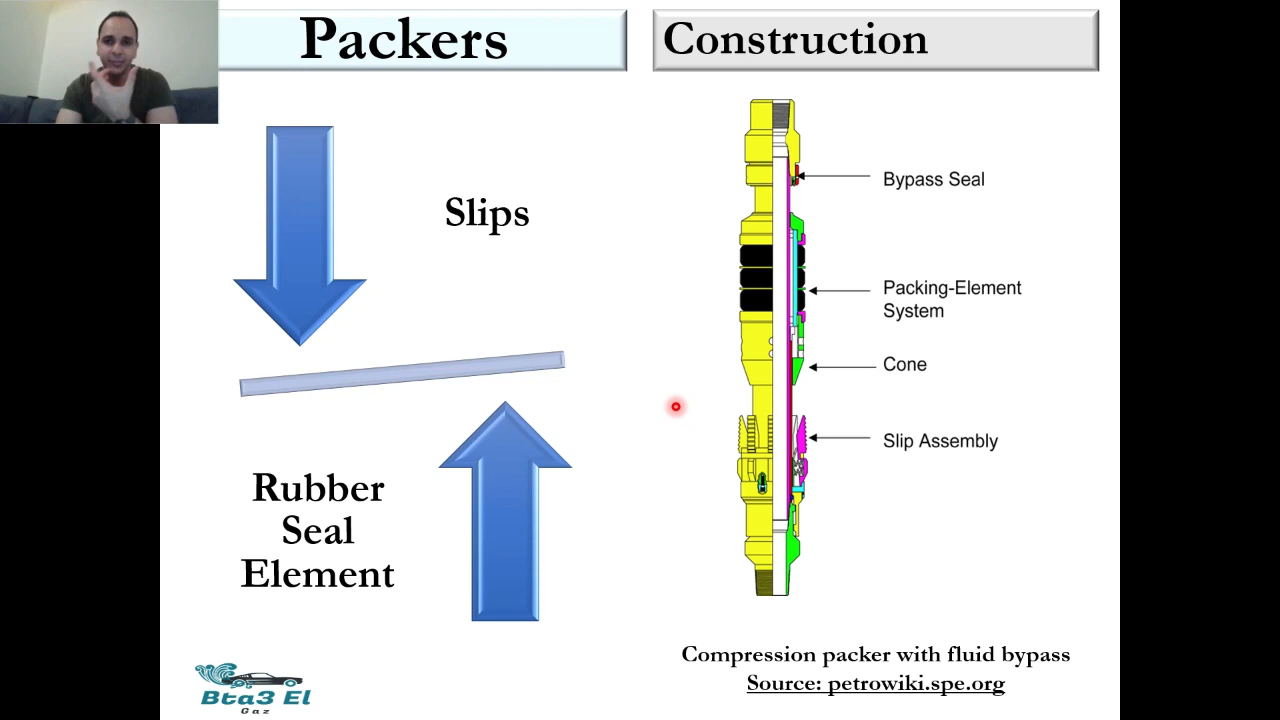 Packers
Construction
Slips
Rubber
Seal
Element
Bypass Seal
Packing-Element
System
Cone
Slip Assembly
Compression packer with fluid bypass
Source: petrowiki.spe.org
Bta3 El
Gaz